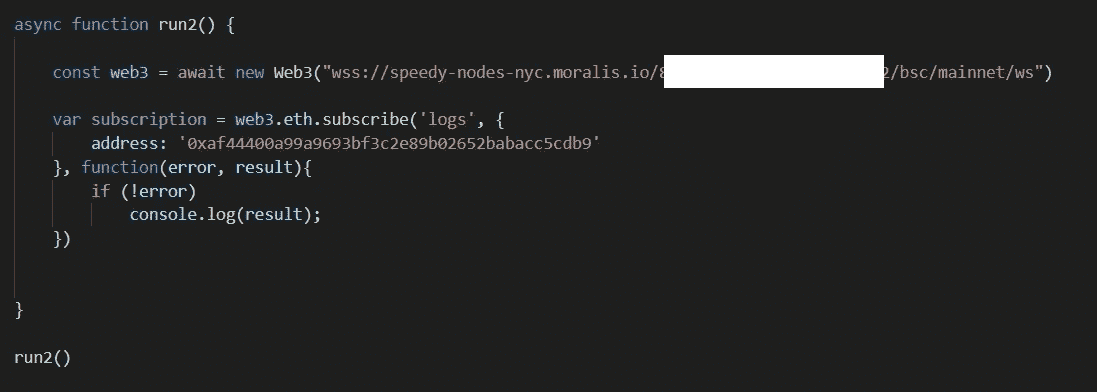 async function run2() {
const web3 = await new Web3("wss://speedy-nodes-nyc.moralis.io/8 2/bsc/mainnet/ws")
var subscription = web3.eth.subscribe('logs', {
address: '0xaf44400a99a9693bf3c2e89b02652babacc5cdb9'
}, function(error, result){
if (!error)
console.log(result);
})
}
run2()